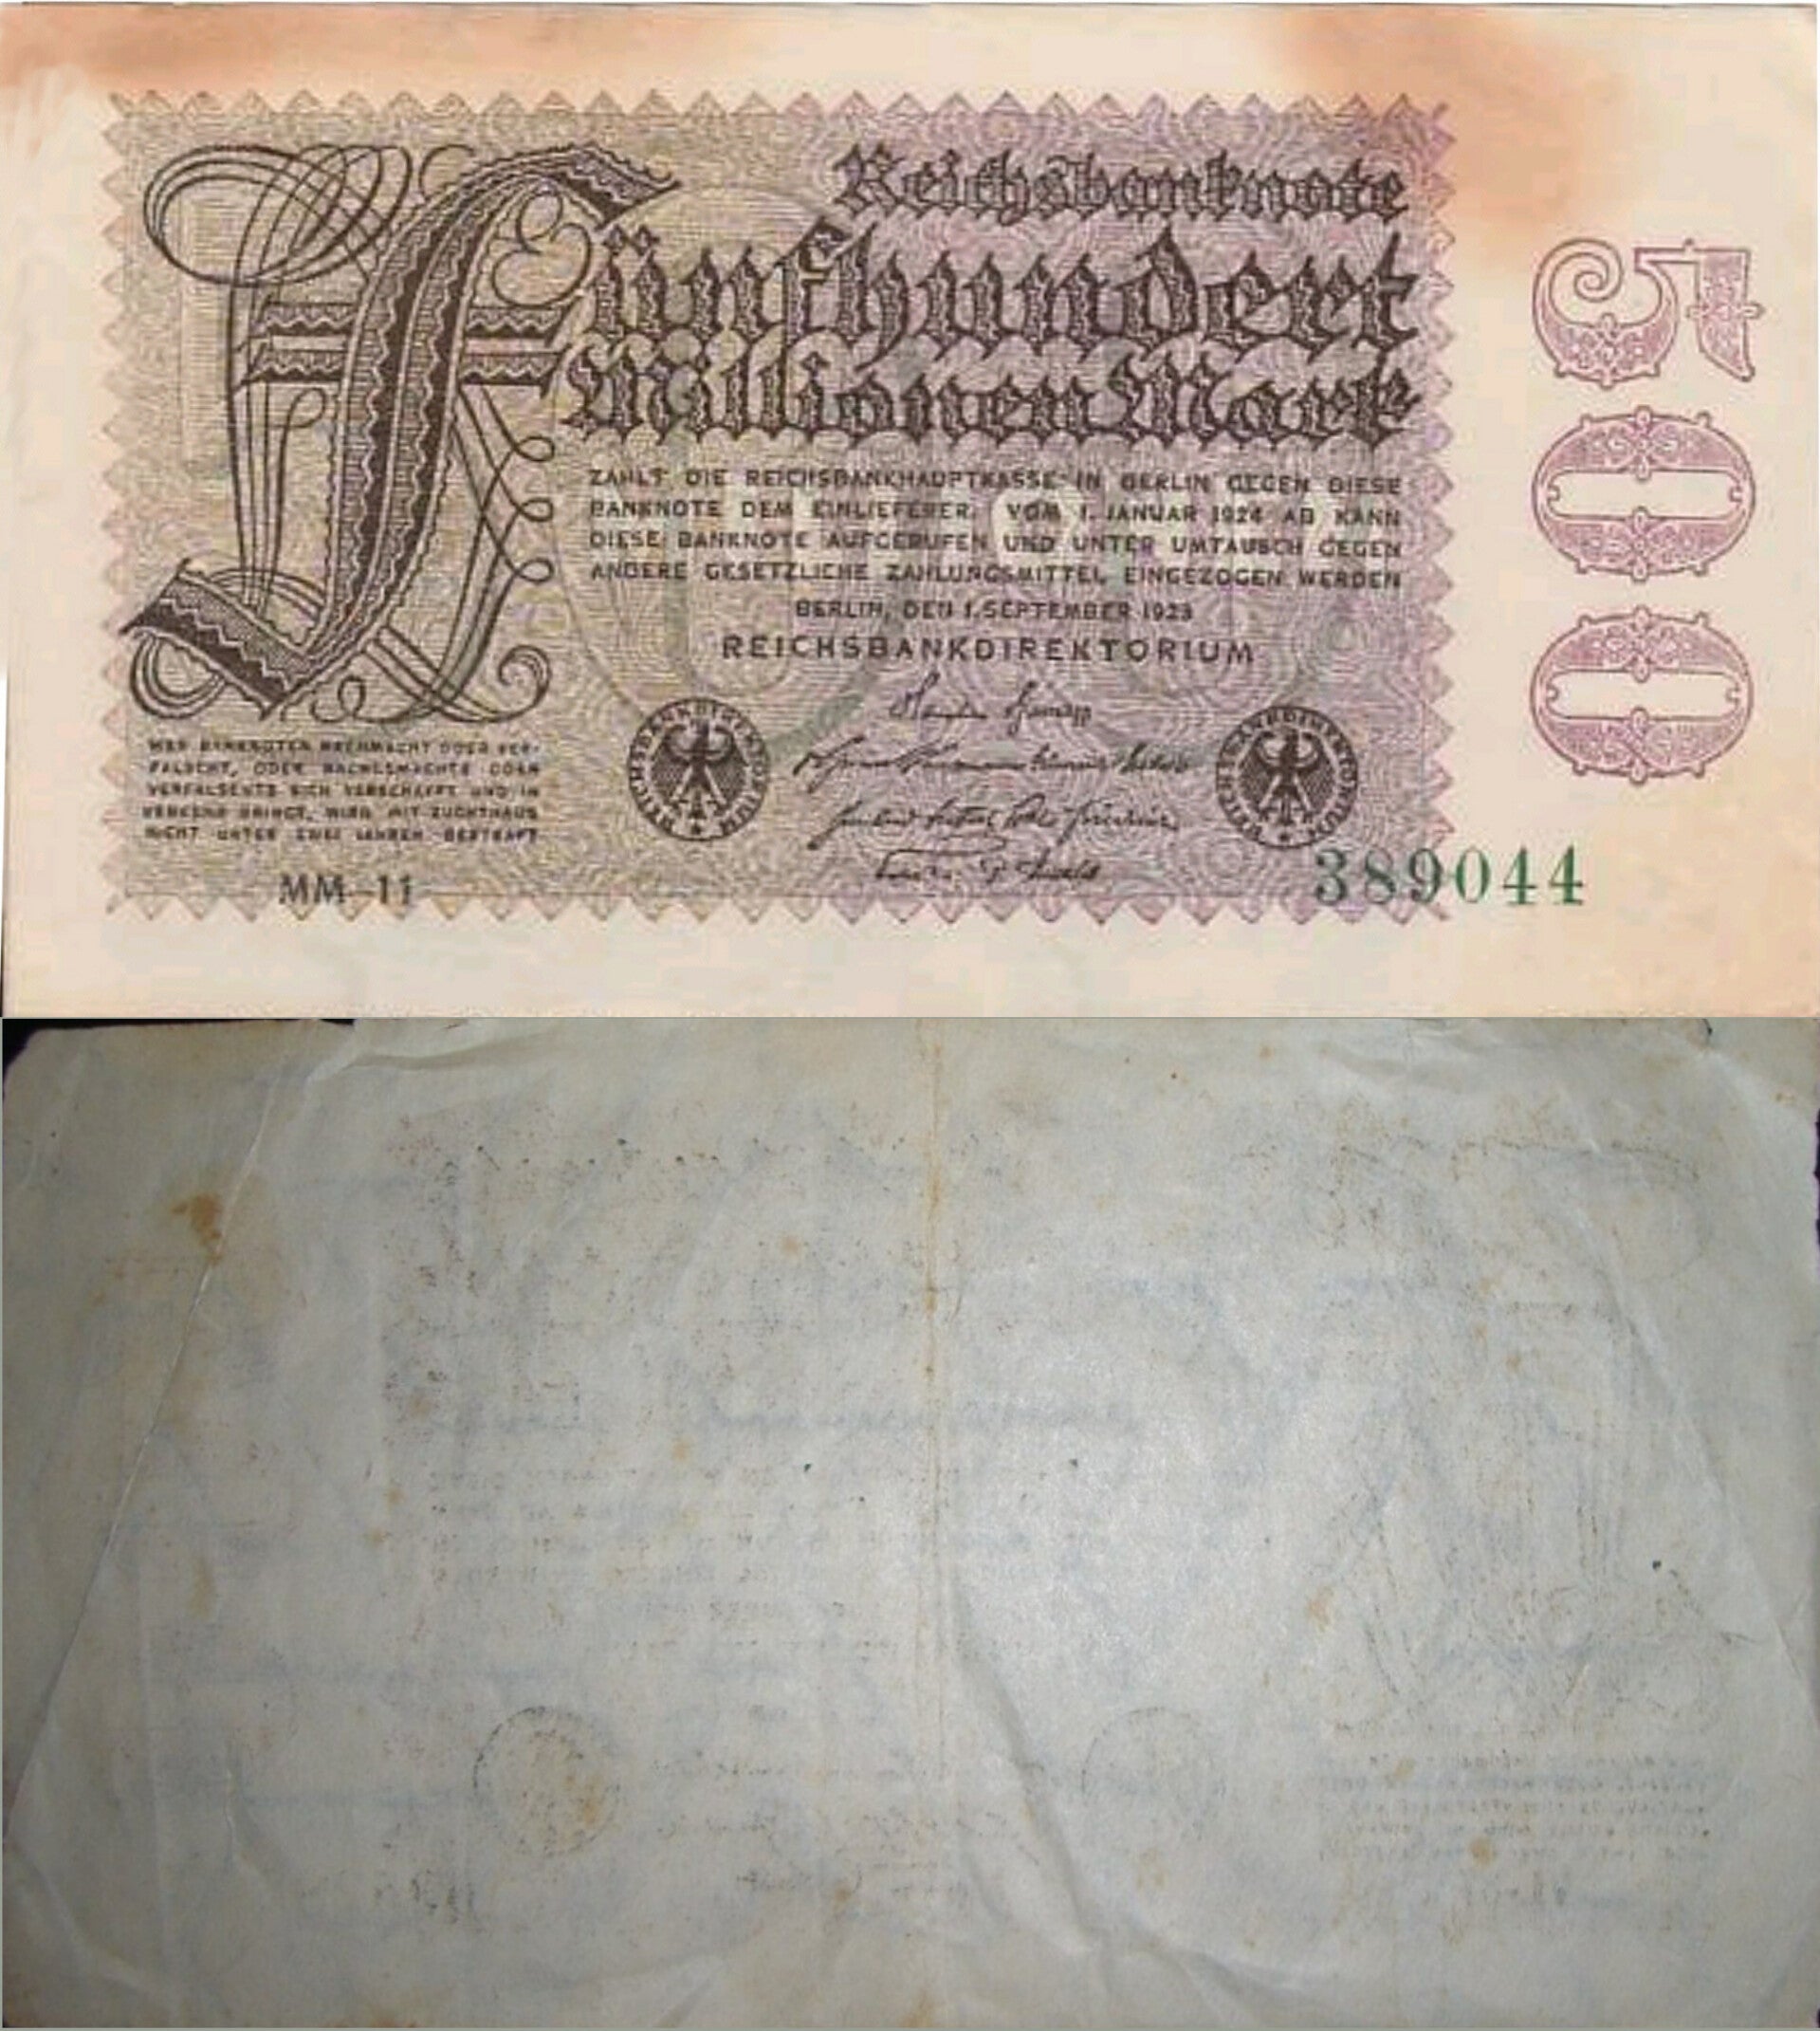 Reichsbanknote
Fünfhundert
Millionen Mark
ZAHLT DIE REICHSBANKHAUPTKASSE IN BERLIN GEGEN DIESE
BANKNOTE DEM EINLIEFERER. VOM 1. JANUAR 1924 AB KANN
DIESE BANKNOTE AUFGERUFEN UND UNTER UMTAUSCH GEGEN
ANDERE GESETZLICHE ZAHLUNGSMITTEL EINGEZOGEN WERDEN
BERLIN, DEN 1. SEPTEMBER 1923
REICHSBANKDIREKTORIUM
REICHSBANKDIREKTORIUM
REICHSBANKDIREKTORIUM
WER BANKNOTEN NACHMACHT ODER VER-
FÄLSCHT, ODER NACHGEMACHTE ODER
VERFÄLSCHTE SICH VERSCHAFFT UND IN
VERKEHR BRINGT, WIRD MIT ZUCHTHAUS
NICHT UNTER ZWEI JAHREN BESTRAFT
MM-11
389044
500